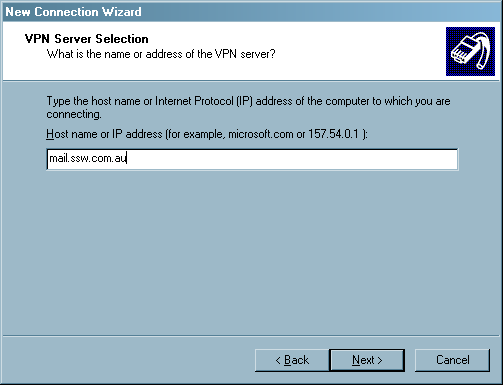 New Connection Wizard
VPN Server Selection
What is the name or address of the VPN server?
Type the host name or Internet Protocol (IP) address of the computer to which you are
connecting.
Host name or IP address (for example, microsoft.com or 157.54.0.1 ):
mail.ssw.com.au
< Back
Next >
Cancel